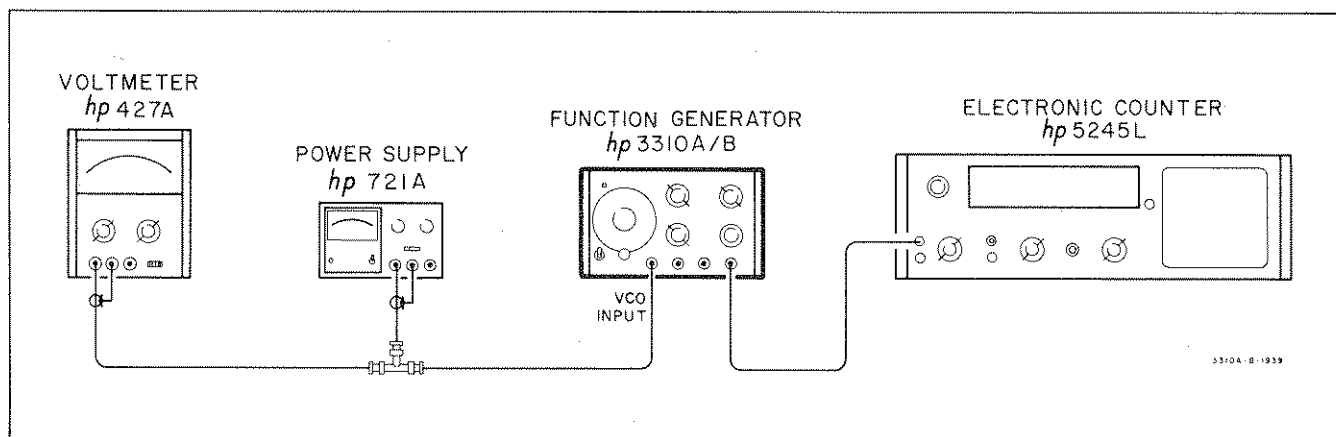 VOLTMETER
hp 427A
POWER SUPPLY
hp 721A
FUNCTION GENERATOR
hp 3310A/B
ELECTRONIC COUNTER
hp 5245L
VCO
INPUT
3310A-B-1939